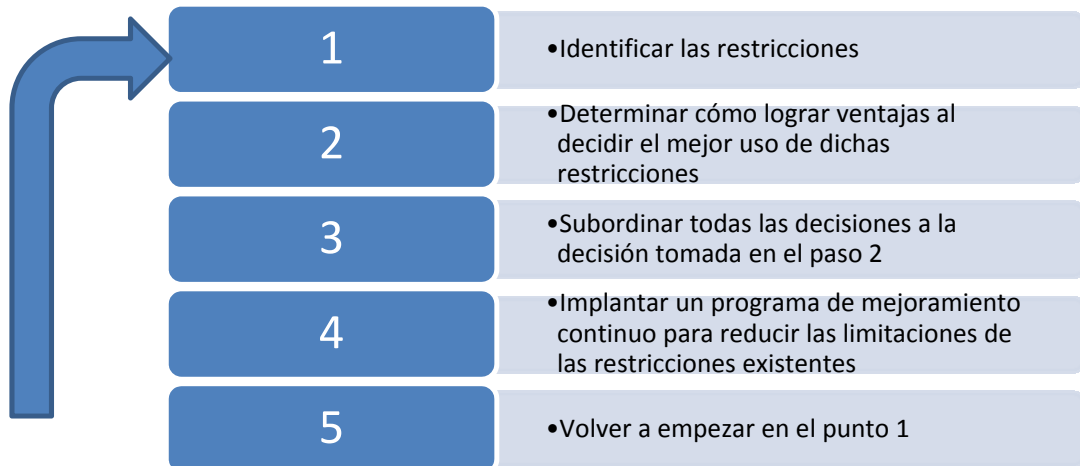 1
•Identificar las restricciones
2
•Determinar cómo lograr ventajas al
decidir el mejor uso de dichas
restricciones
3
•Subordinar todas las decisiones a la
decisión tomada en el paso 2
4
•Implantar un programa de mejoramiento
continuo para reducir las limitaciones de
las restricciones existentes
5
•Volver a empezar en el punto 1